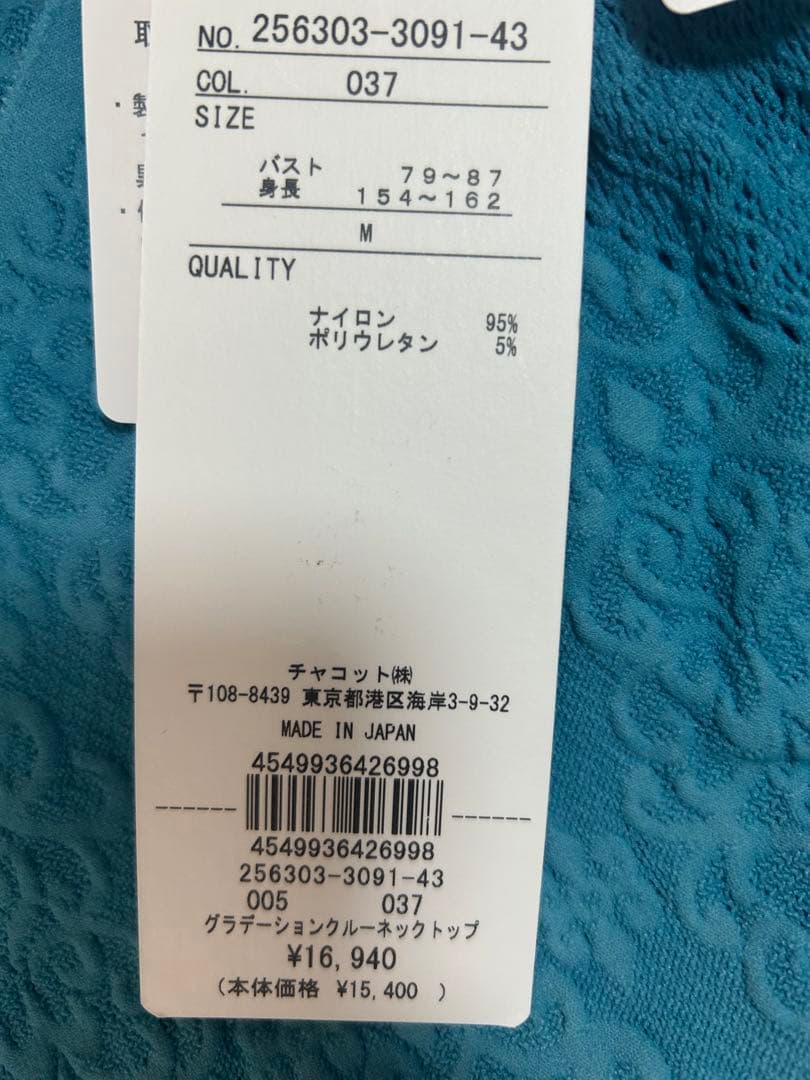 取
・製
・
NO. 256303-3091-43
COL. 037
SIZE
バスト 79～87
身長 154～162
M
QUALITY
ナイロン 95%
ポリウレタン 5%
チャコット㈱
〒108-8439 東京都港区海岸3-9-32
MADE IN JAPAN
4549936426998
4549936426998
256303-3091-43
005 037
グラデーションクルーネックトップ
¥16,940
(本体価格 ¥15,400 )